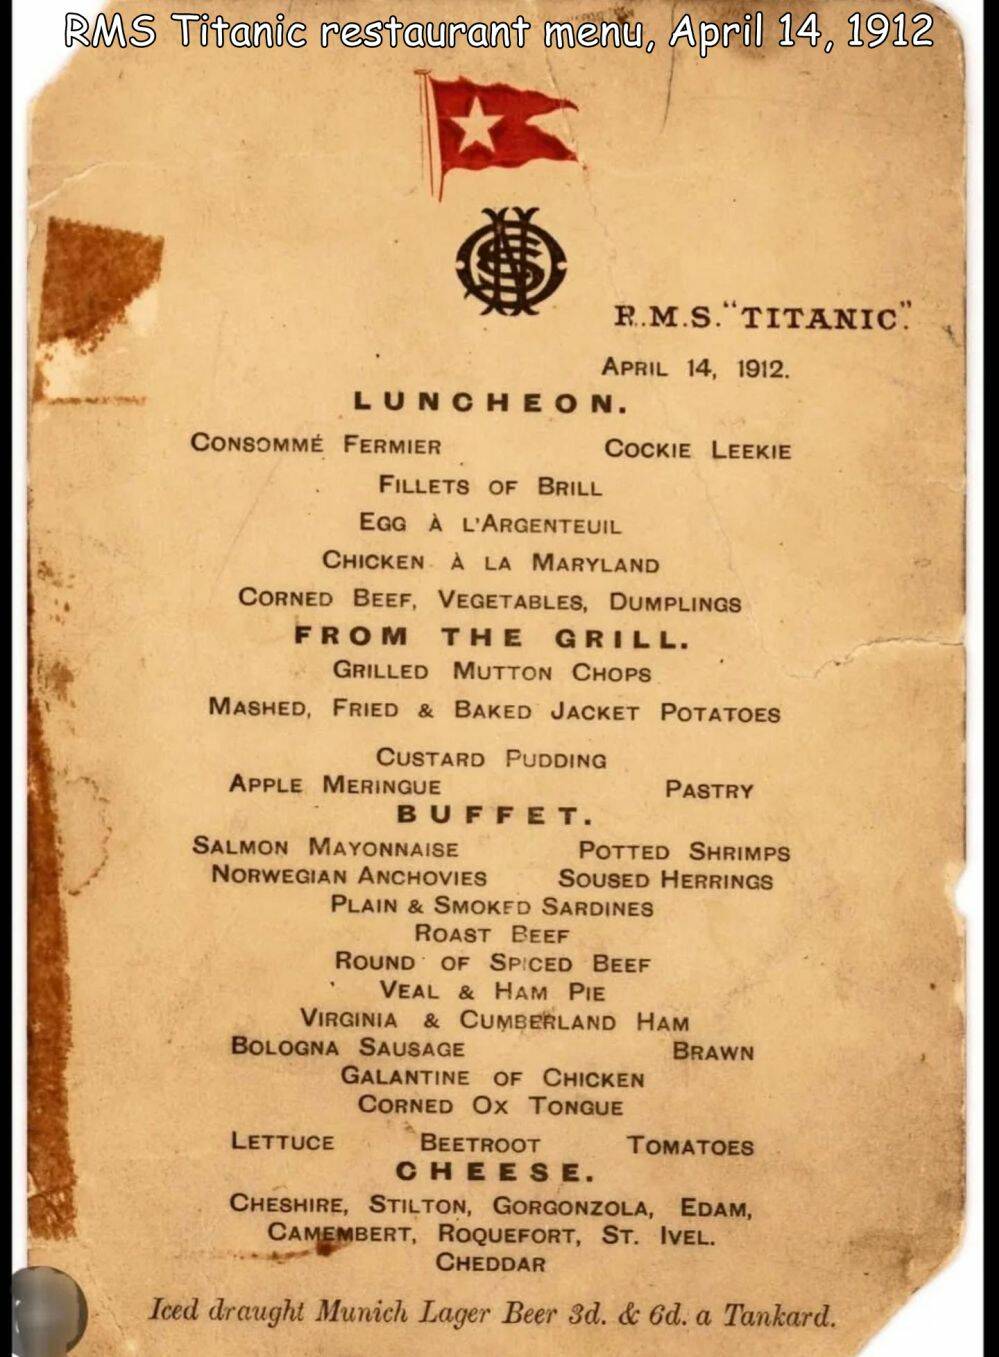 RMS Titanic restaurant menu, April 14, 1912
R.M.S. "TITANIC".
APRIL 14, 1912.
LUNCHEON.
CONSOMMÉ FERMIER COCKIE LEEKIE
FILLETS OF BRILL
EGG À L'ARGENTEUIL
CHICKEN À LA MARYLAND
CORNED BEEF, VEGETABLES, DUMPLINGS
FROM THE GRILL.
GRILLED MUTTON CHOPS
MASHED, FRIED & BAKED JACKET POTATOES
CUSTARD PUDDING
APPLE MERINGUE PASTRY
BUFFET.
SALMON MAYONNAISE POTTED SHRIMPS
NORWEGIAN ANCHOVIES SOUSED HERRINGS
PLAIN & SMOKED SARDINES
ROAST BEEF
ROUND OF SPICED BEEF
VEAL & HAM PIE
VIRGINIA & CUMBERLAND HAM
BOLOGNA SAUSAGE BRAWN
GALANTINE OF CHICKEN
CORNED OX TONGUE
LETTUCE BEETROOT TOMATOES
CHEESE.
CHESHIRE, STILTON, GORGONZOLA, EDAM,
CAMEMBERT, ROQUEFORT, ST. IVEL.
CHEDDAR
Iced draught Munich Lager Beer 3d. & 6d. a Tankard.